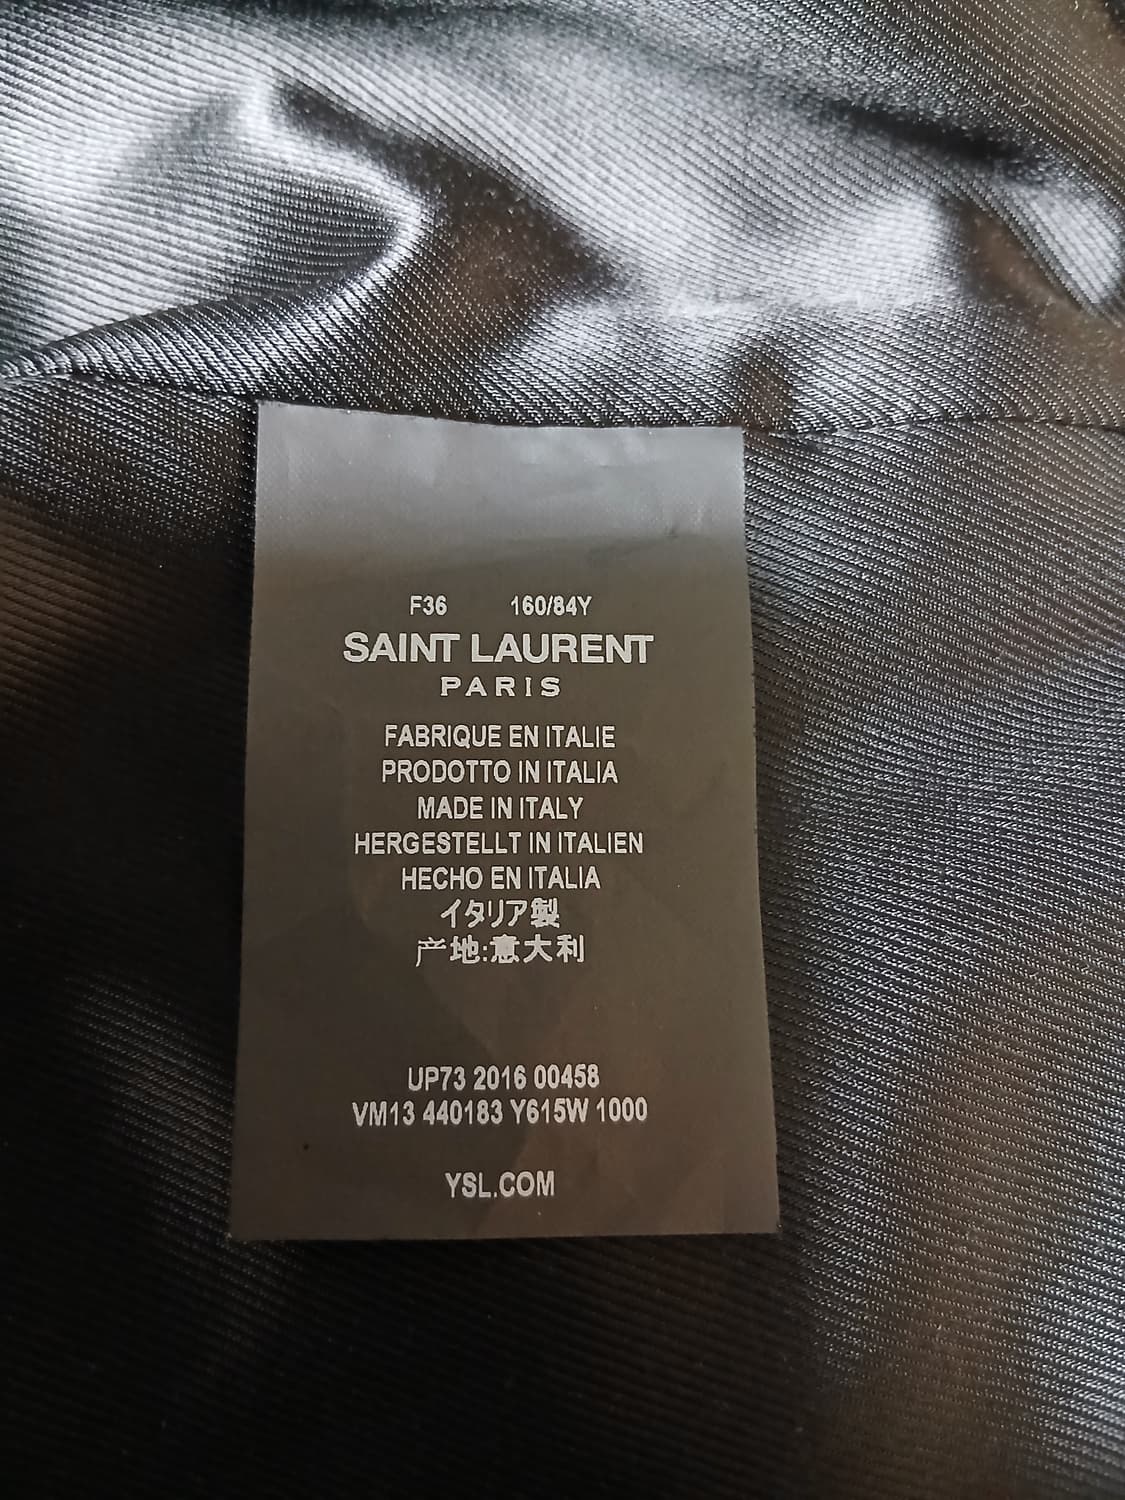 F36 160/84Y
SAINT LAURENT
PARIS
FABRIQUE EN ITALIE
PRODOTTO IN ITALIA
MADE IN ITALY
HERGESTELLT IN ITALIEN
HECHO EN ITALIA
イタリア製
产地:意大利
UP73 2016 00458
VM13 440183 Y615W 1000
YSL.COM